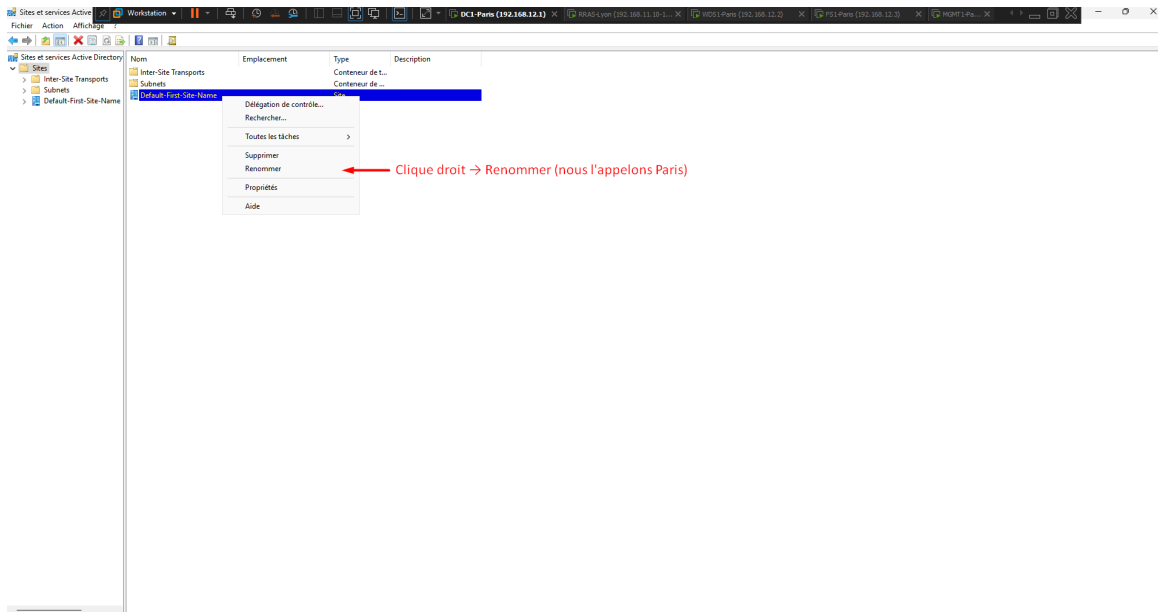 Sites et services Active
Workstation
DC1-Paris (192.168.12.1)
RRAS-Lyon (192.168.11.10-1...
WDS1-Paris (192.168.12.2)
FS1-Paris (192.168.12.3)
MGMT1-Pa...
Fichier Action Affichage ?
Sites et services Active Directory
Sites
Inter-Site Transports
Subnets
Default-First-Site-Name
Nom Emplacement Type Description
Inter-Site Transports Conteneur de t...
Subnets Conteneur de ...
Default-First-Site-Name Site
Délégation de contrôle...
Rechercher...
Toutes les tâches
Supprimer
Renommer
Propriétés
Aide
Clique droit → Renommer (nous l'appelons Paris)